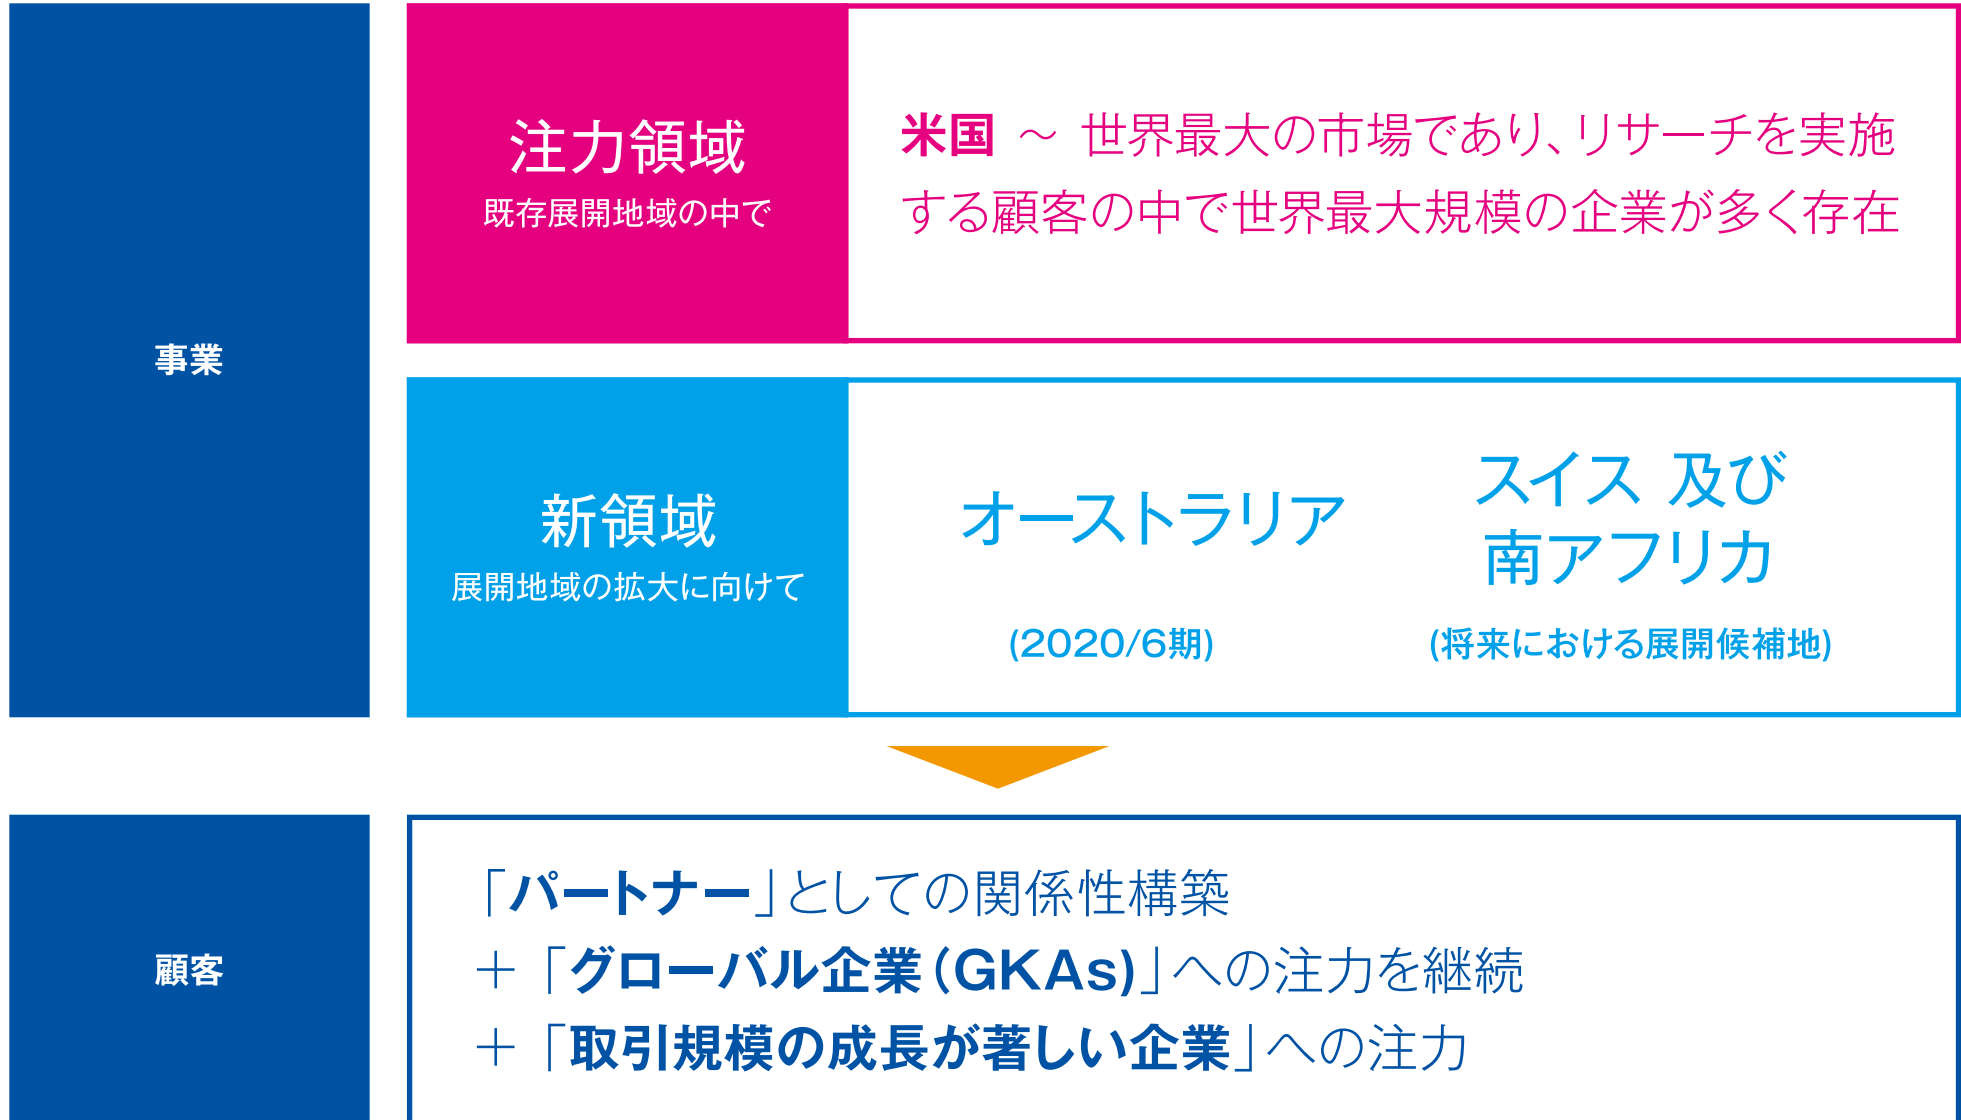 事業
注力領域
既存展開地域の中で
米国 ～ 世界最大の市場であり、リサーチを実施
する顧客の中で世界最大規模の企業が多く存在
新領域
展開地域の拡大に向けて
オーストラリア
(2020/6期)
スイス 及び
南アフリカ
(将来における展開候補地)
顧客
「パートナー」としての関係性構築
＋「グローバル企業(GKAs)」への注力を継続
＋「取引規模の成長が著しい企業」への注力